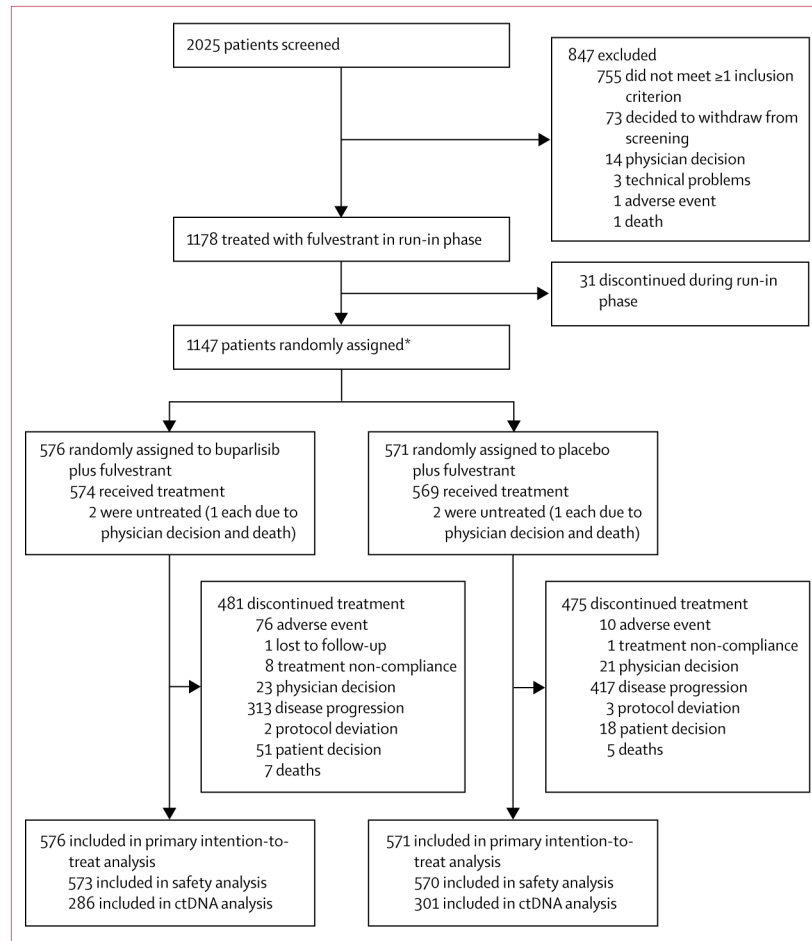 2025 patients screened
847 excluded
755 did not meet ≥1 inclusion
criterion
73 decided to withdraw from
screening
14 physician decision
3 technical problems
1 adverse event
1 death
1178 treated with fulvestrant in run-in phase
31 discontinued during run-in
phase
1147 patients randomly assigned*
576 randomly assigned to buparlisib
plus fulvestrant
574 received treatment
2 were untreated (1 each due to
physician decision and death)
571 randomly assigned to placebo
plus fulvestrant
569 received treatment
2 were untreated (1 each due to
physician decision and death)
481 discontinued treatment
76 adverse event
1 lost to follow-up
8 treatment non-compliance
23 physician decision
313 disease progression
2 protocol deviation
51 patient decision
7 deaths
475 discontinued treatment
10 adverse event
1 treatment non-compliance
21 physician decision
417 disease progression
3 protocol deviation
18 patient decision
5 deaths
576 included in primary intention-to-
treat analysis
573 included in safety analysis
286 included in ctDNA analysis
571 included in primary intention-to-
treat analysis
570 included in safety analysis
301 included in ctDNA analysis